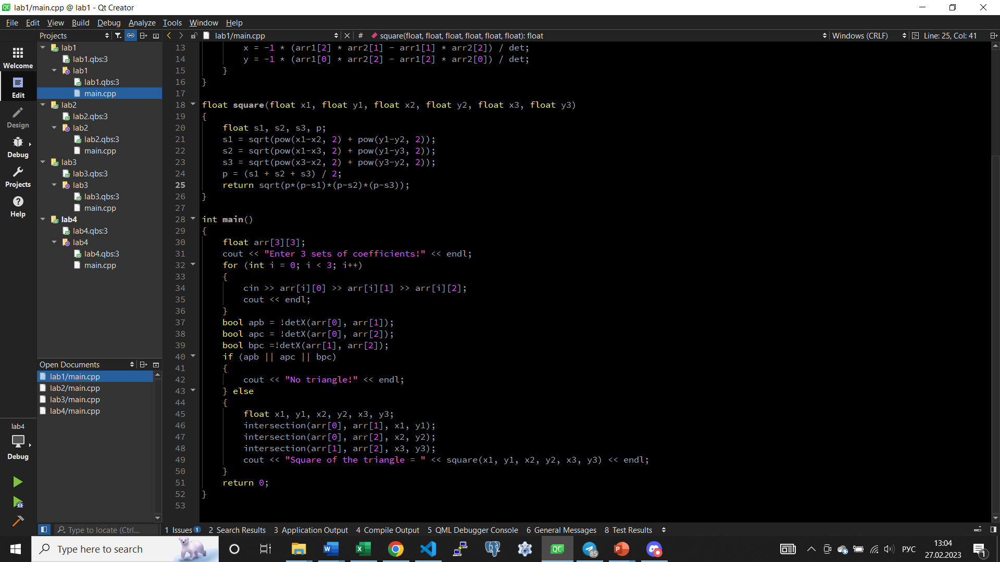 lab1/main.cpp @ lab1 - Qt Creator
File Edit View Build Debug Analyze Tools Window Help
Projects
lab1/main.cpp
#
square(float, float, float, float, float, float): float
Windows (CRLF)
Line: 25, Col: 41
Welcome
Edit
Design
Debug
Projects
Help
lab1
lab1.qbs:3
lab1
lab1.qbs:3
main.cpp
lab2
lab2.qbs:3
lab2
lab2.qbs:3
main.cpp
lab3
lab3.qbs:3
lab3
lab3.qbs:3
main.cpp
lab4
lab4.qbs:3
lab4
lab4.qbs:3
main.cpp
Open Documents
lab1/main.cpp
lab2/main.cpp
lab3/main.cpp
lab4/main.cpp
lab4
Debug
13 x = -1 * (arr1[2] * arr2[1] - arr1[1] * arr2[2]) / det;
14 y = -1 * (arr1[0] * arr2[2] - arr1[2] * arr2[0]) / det;
15 }
16 }
17
18 float square(float x1, float y1, float x2, float y2, float x3, float y3)
19 {
20 float s1, s2, s3, p;
21 s1 = sqrt(pow(x1-x2, 2) + pow(y1-y2, 2));
22 s2 = sqrt(pow(x1-x3, 2) + pow(y1-y3, 2));
23 s3 = sqrt(pow(x3-x2, 2) + pow(y3-y2, 2));
24 p = (s1 + s2 + s3) / 2;
25 return sqrt(p*(p-s1)*(p-s2)*(p-s3));
26 }
27
28 int main()
29 {
30 float arr[3][3];
31 cout << "Enter 3 sets of coefficients!" << endl;
32 for (int i = 0; i < 3; i++)
33 {
34 cin >> arr[i][0] >> arr[i][1] >> arr[i][2];
35 cout << endl;
36 }
37 bool apb = !detX(arr[0], arr[1]);
38 bool apc = !detX(arr[0], arr[2]);
39 bool bpc =!detX(arr[1], arr[2]);
40 if (apb || apc || bpc)
41 {
42 cout << "No triangle!" << endl;
43 } else
44 {
45 float x1, y1, x2, y2, x3, y3;
46 intersection(arr[0], arr[1], x1, y1);
47 intersection(arr[0], arr[2], x2, y2);
48 intersection(arr[1], arr[2], x3, y3);
49 cout << "Square of the triangle = " << square(x1, y1, x2, y2, x3, y3) << endl;
50 }
51 return 0;
52 }
53
Type to locate (Ctrl...
1 Issues 1 2 Search Results 3 Application Output 4 Compile Output 5 QML Debugger Console 6 General Messages 8 Test Results
Type here to search
QC
85
РУС
13:04
27.02.2023
1